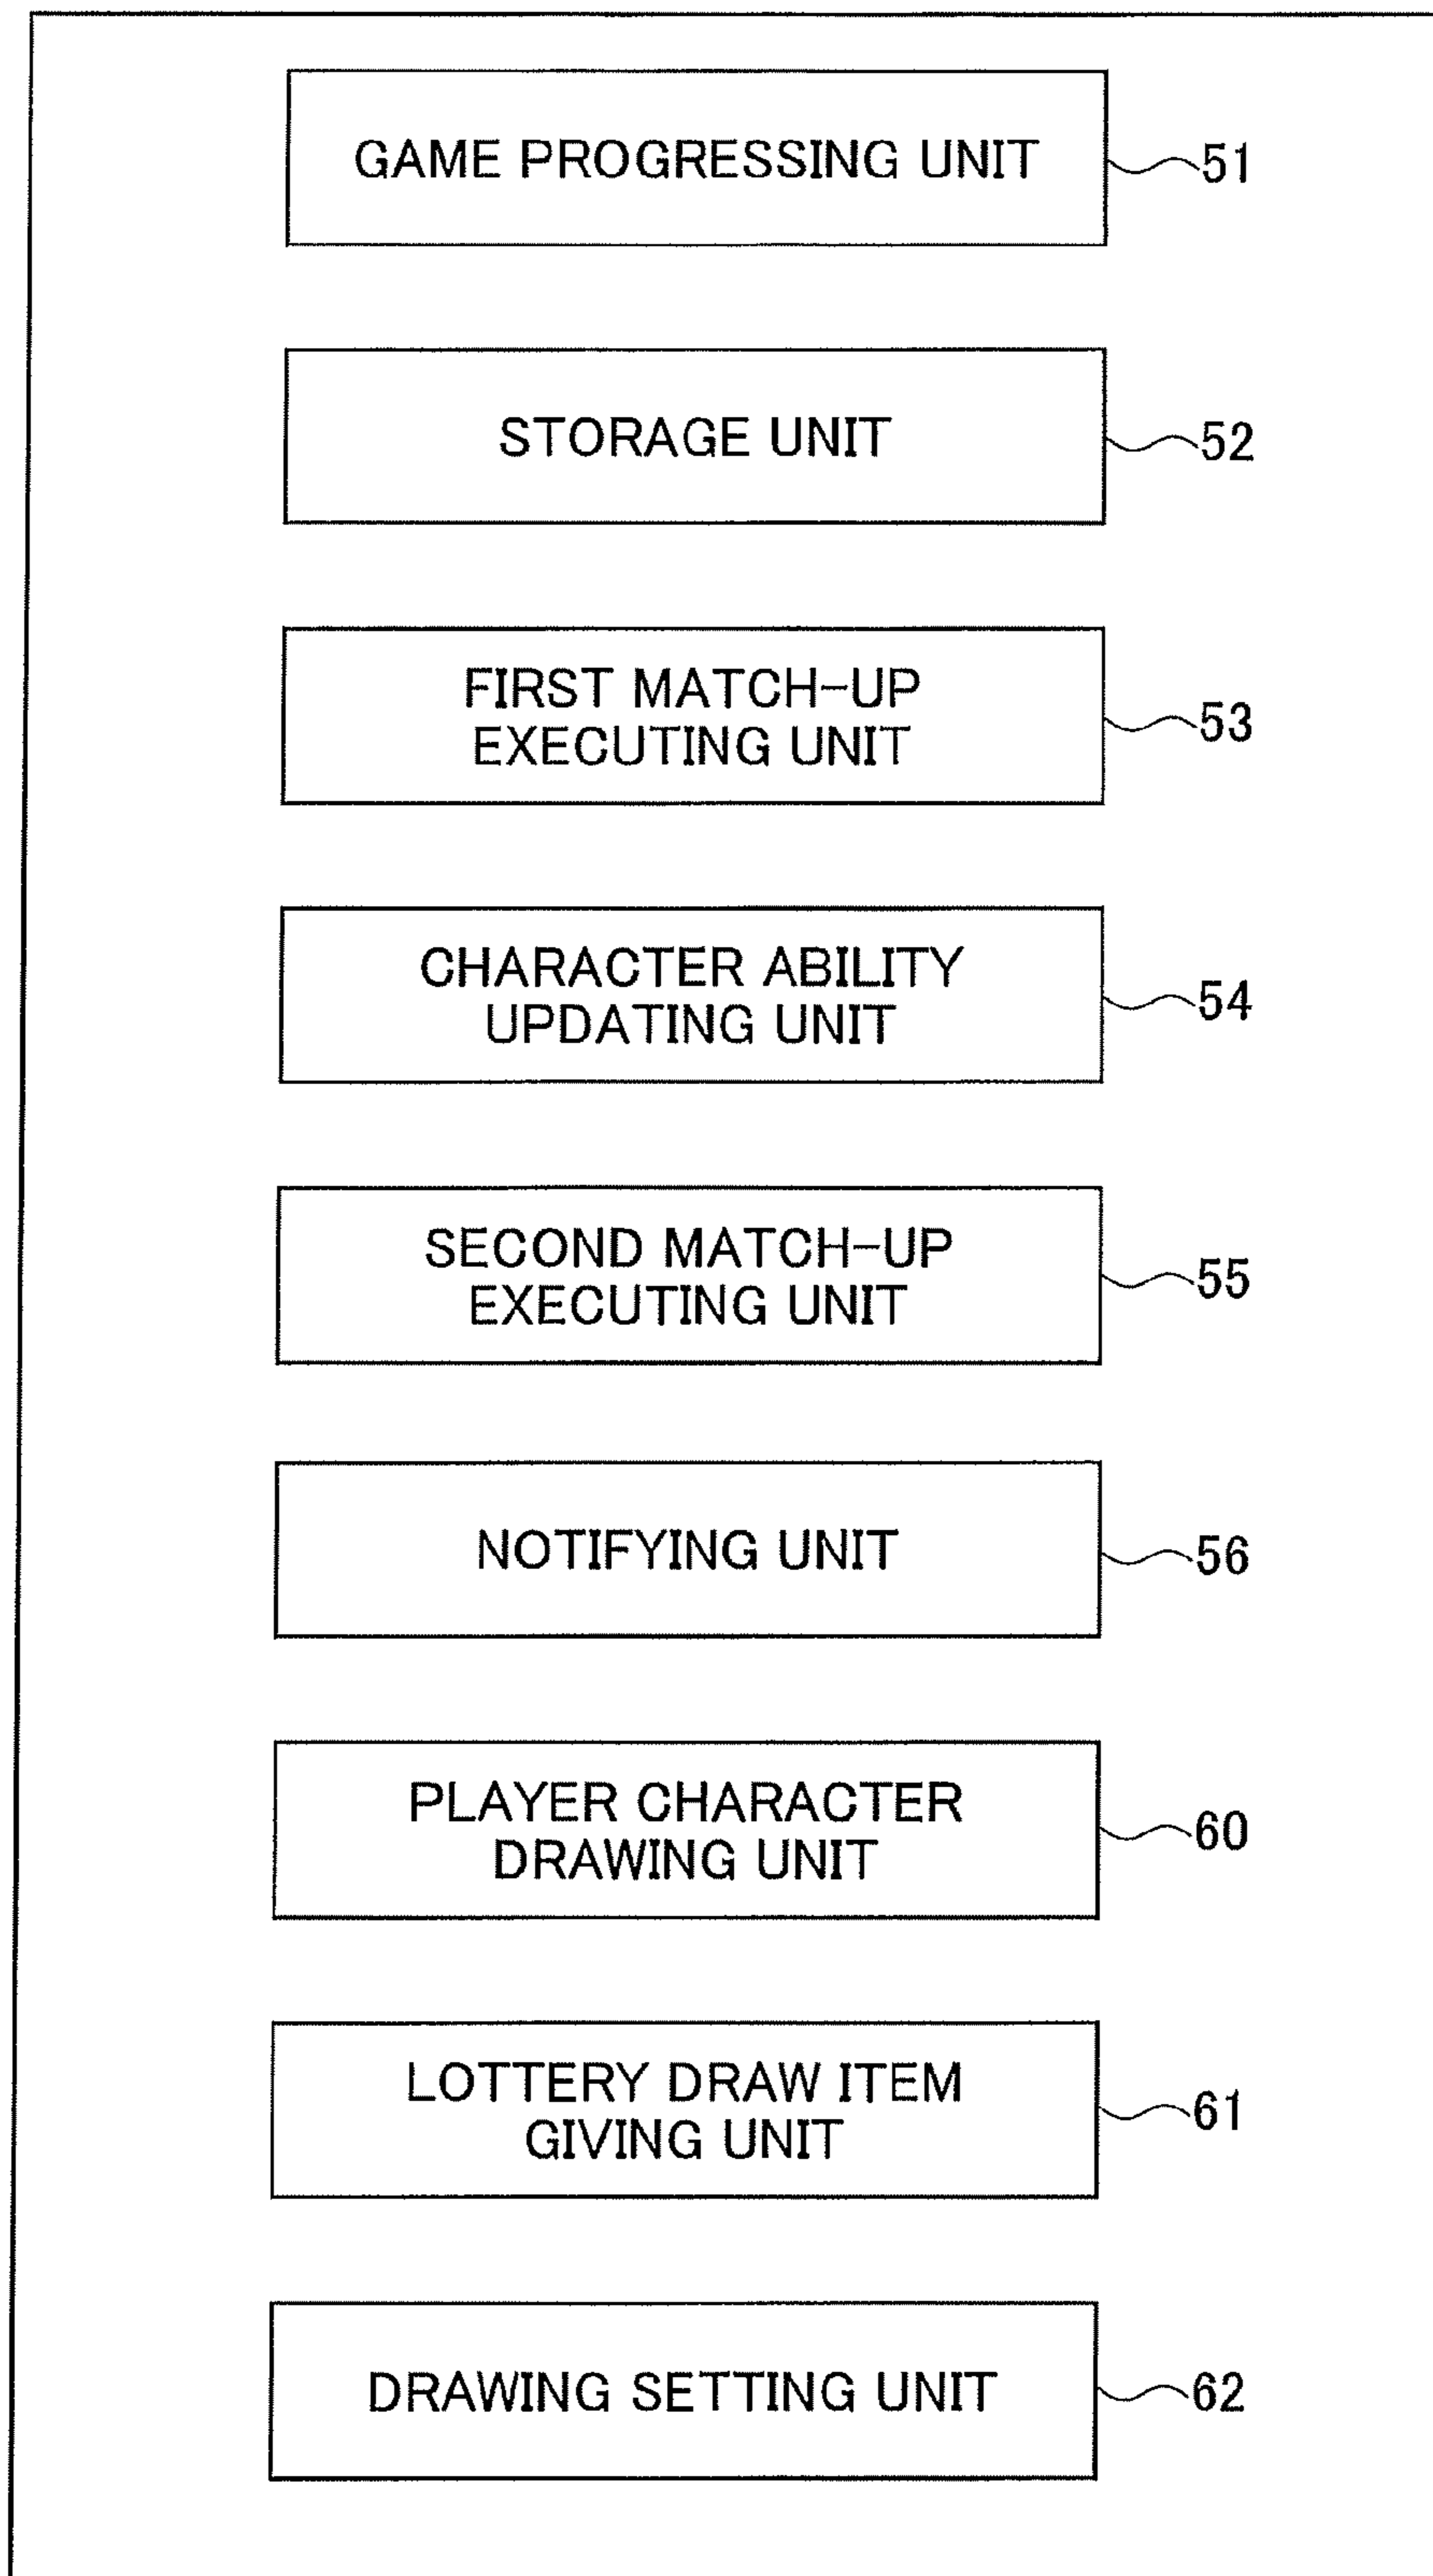 GAME PROGRESSING UNIT
51
STORAGE UNIT
52
FIRST MATCH-UP
EXECUTING UNIT
53
CHARACTER ABILITY
UPDATING UNIT
54
SECOND MATCH-UP
EXECUTING UNIT
55
NOTIFYING UNIT
56
PLAYER CHARACTER
DRAWING UNIT
60
LOTTERY DRAW ITEM
GIVING UNIT
61
DRAWING SETTING UNIT
62